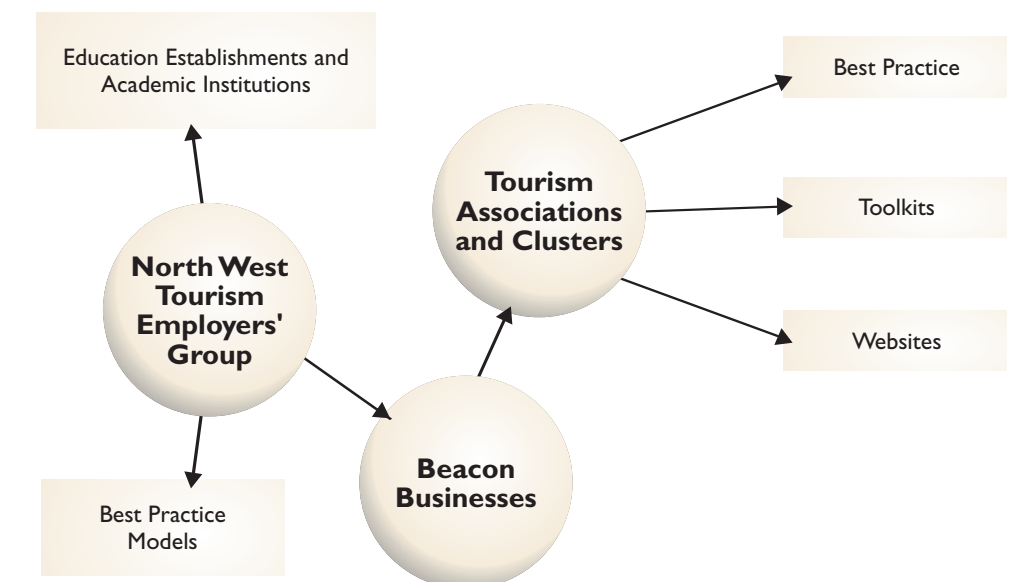 Education Establishments and
Academic Institutions
Best Practice
Tourism
Associations
and Clusters
Toolkits
North West
Tourism
Employers'
Group
Websites
Beacon
Businesses
Best Practice
Models